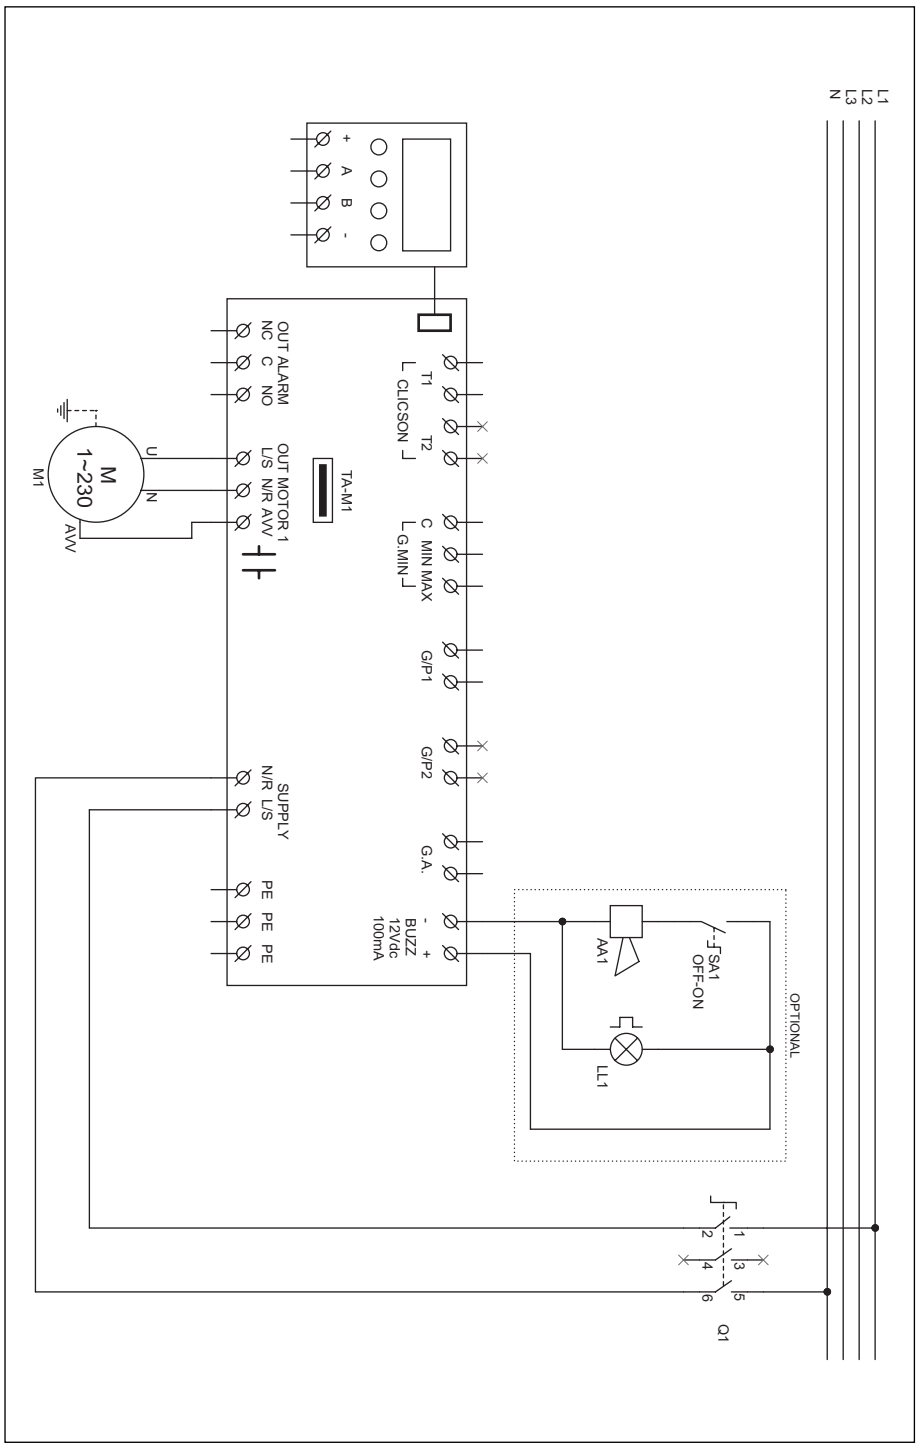 L1
L2
L3
N
+ A B -
T1 T2
CLICSON
C MIN MAX
G.MIN
G/P1
G/P2
G.A.
- +
BUZZ
12Vdc
100mA
TA-M1
OUT ALARM
NC C NO
OUT MOTOR 1
L/S N/R AVV
SUPPLY
N/R L/S
PE PE PE
U N
M
1~230
M1
AVV
OPTIONAL
SA1
OFF-ON
AA1
LL1
1 3 5
2 4 6
Q1